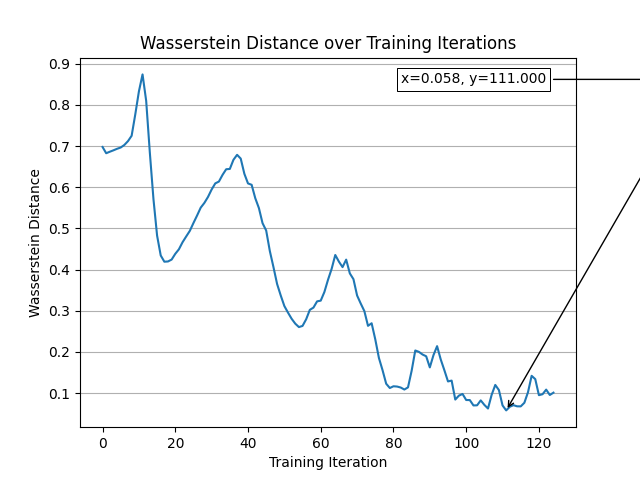 Wasserstein Distance over Training Iterations
x=0.058, y=111.000
Wasserstein Distance
0.9
0.8
0.7
0.6
0.5
0.4
0.3
0.2
0.1
0 20 40 60 80 100 120
Training Iteration